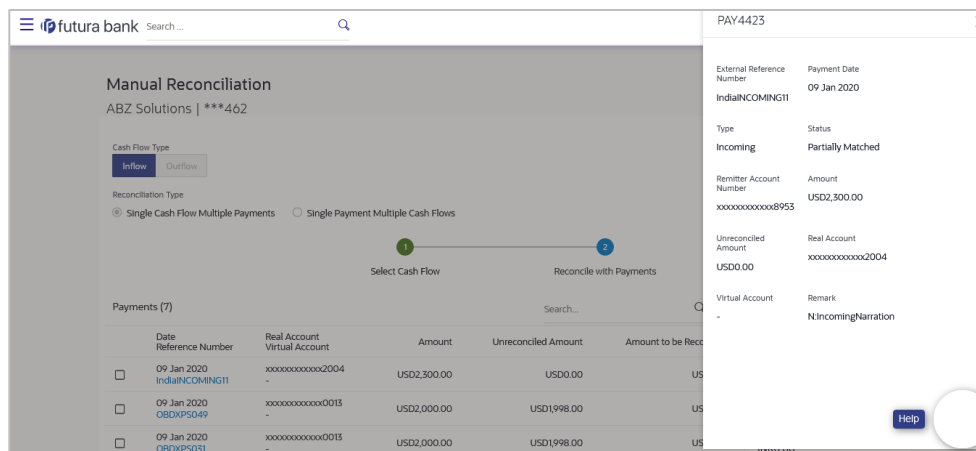 futura bank Search ...
Manual Reconciliation
ABZ Solutions | ***462
Cash Flow Type
Inflow Outflow
Reconciliation Type
Single Cash Flow Multiple Payments Single Payment Multiple Cash Flows
1 2
Select Cash Flow Reconcile with Payments
Payments (7) Search...
Date Real Account Amount Unreconciled Amount Amount to be Reco
Reference Number Virtual Account
09 Jan 2020 xxxxxxxxxxxx2004 USD2,300.00 USD0.00 US
IndiaINCOMING11 -
09 Jan 2020 xxxxxxxxxxxx0013 USD2,000.00 USD1,998.00 US
OBDXPS049 -
09 Jan 2020 xxxxxxxxxxxx0013 USD2,000.00 USD1,998.00 US
OBDXPS031 -
PAY4423
External Reference Payment Date
Number
09 Jan 2020
IndiaINCOMING11
Type Status
Incoming Partially Matched
Remitter Account Amount
Number
USD2,300.00
xxxxxxxxxxxx8953
Unreconciled Real Account
Amount
xxxxxxxxxxxx2004
USD0.00
Virtual Account Remark
- N:IncomingNarration
Help